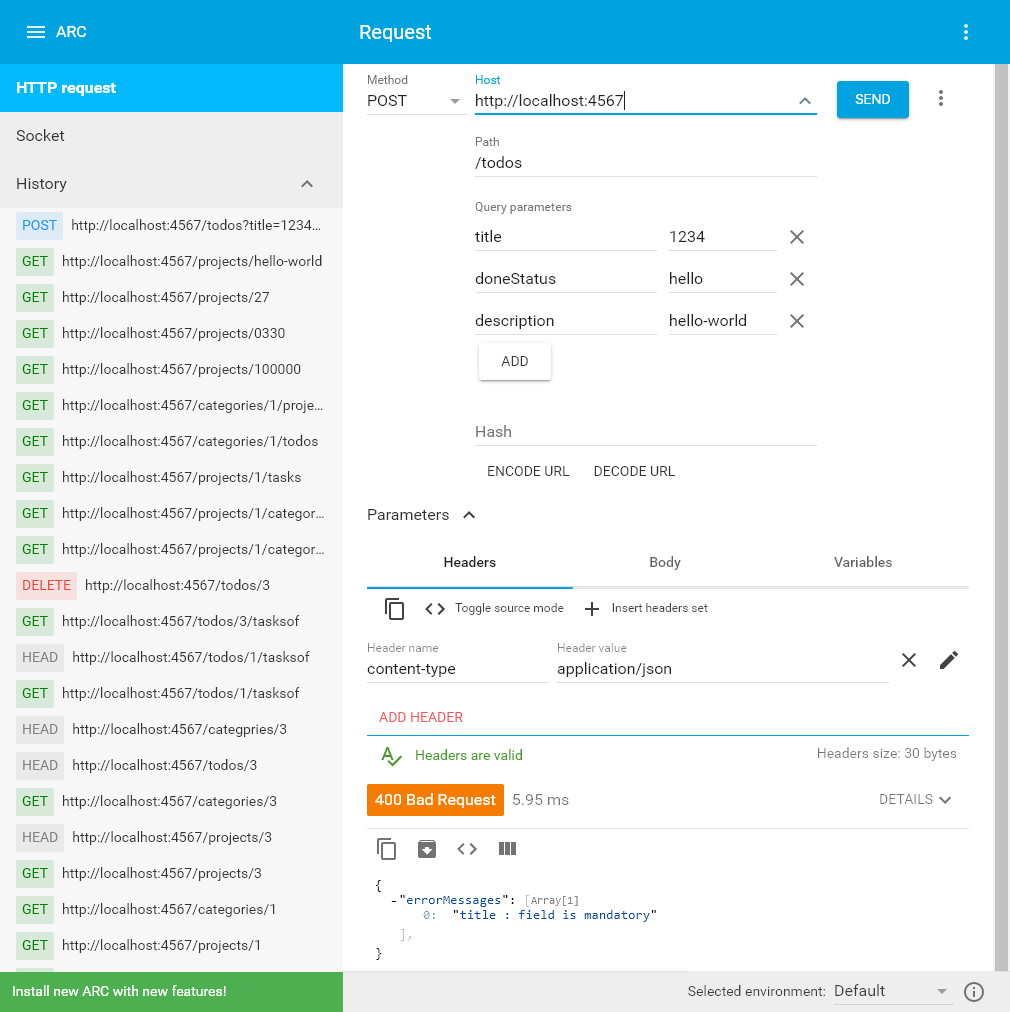 ARC
Request
HTTP request
Socket
History
POST http://localhost:4567/todos?title=1234...
GET http://localhost:4567/projects/hello-world
GET http://localhost:4567/projects/27
GET http://localhost:4567/projects/0330
GET http://localhost:4567/projects/100000
GET http://localhost:4567/categories/1/proje...
GET http://localhost:4567/categories/1/todos
GET http://localhost:4567/projects/1/tasks
GET http://localhost:4567/projects/1/categor...
GET http://localhost:4567/projects/1/categor...
DELETE http://localhost:4567/todos/3
GET http://localhost:4567/todos/3/tasksof
HEAD http://localhost:4567/todos/1/tasksof
GET http://localhost:4567/todos/1/tasksof
HEAD http://localhost:4567/categpries/3
HEAD http://localhost:4567/todos/3
GET http://localhost:4567/categories/3
HEAD http://localhost:4567/projects/3
GET http://localhost:4567/projects/3
GET http://localhost:4567/categories/1
GET http://localhost:4567/projects/1
Install new ARC with new features!
Method Host
POST http://localhost:4567 SEND
Path
/todos
Query parameters
title 1234
doneStatus hello
description hello-world
ADD
Hash
ENCODE URL DECODE URL
Parameters
Headers Body Variables
Toggle source mode Insert headers set
Header name Header value
content-type application/json
ADD HEADER
Headers are valid Headers size: 30 bytes
400 Bad Request 5.95 ms DETAILS
{
-"errorMessages": [Array[1]
0: "title : field is mandatory"
],
}
Selected environment: Default